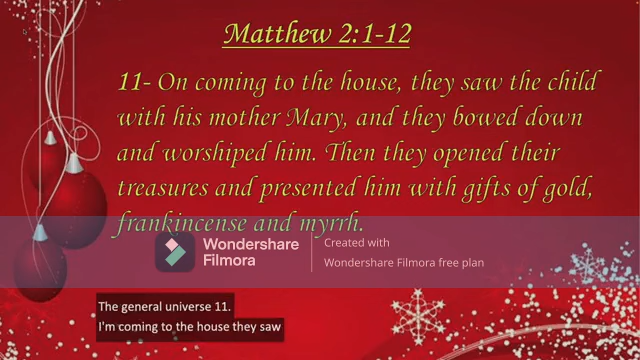 Matthew 2:1-12
11- On coming to the house, they saw the child
with his mother Mary, and they bowed down
and worshiped him. Then they opened their
treasures and presented him with gifts of gold,
frankincense and myrrh.
Wondershare
Filmora
Created with
Wondershare Filmora free plan
The general universe 11.
I'm coming to the house they saw